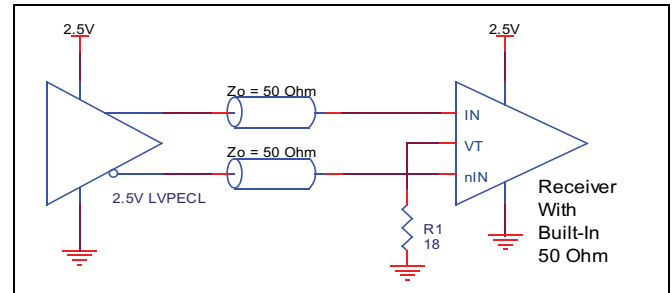 2.5V
2.5V
Zo = 50 Ohm
IN
VT
Zo = 50 Ohm
nIN
2.5V LVPECL
R1
18
Receiver
With
Built-In
50 Ohm